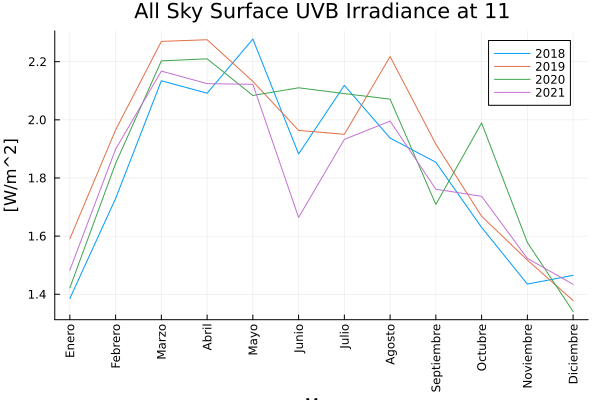 All Sky Surface UVB Irradiance at 11
[W/m^2]
2.2
2.0
1.8
1.6
1.4
2018
2019
2020
2021
Enero
Febrero
Marzo
Abril
Mayo
Junio
Julio
Agosto
Septiembre
Octubre
Noviembre
Diciembre